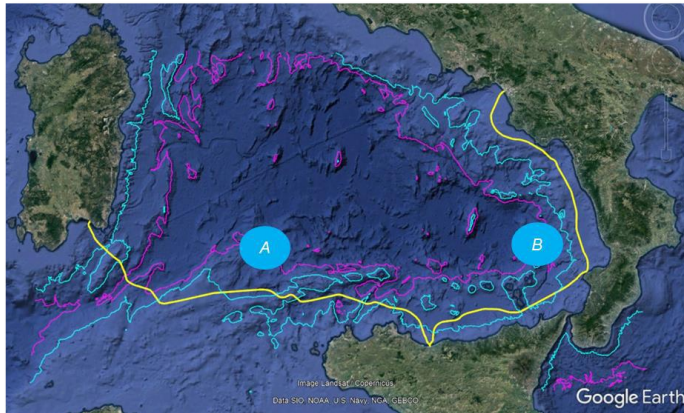 A
B
Image Landsat / Copernicus
Data SIO, NOAA, U.S. Navy, NGA, GEBCO
Google Earth